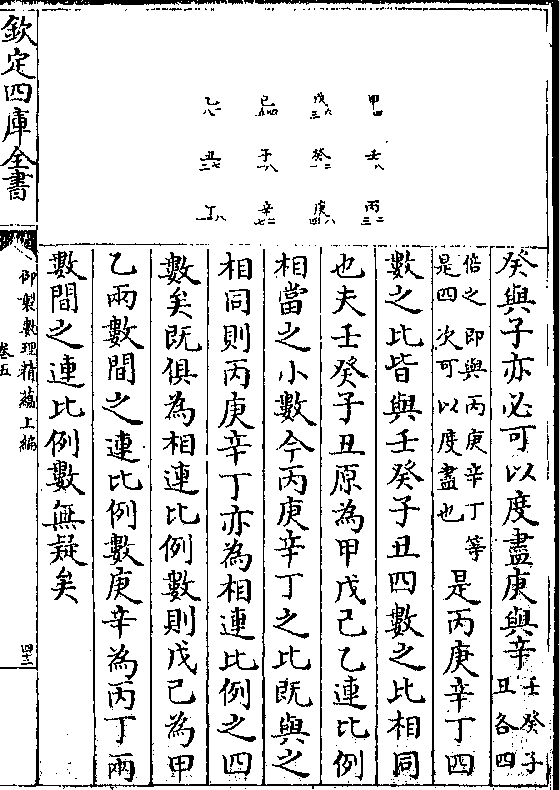 甲
戊
己
乙
壬
癸
子
丑
丙
庚
辛
丁
癸與子亦必可以度盡庚與辛
壬癸子
丑各四
倍之即與丙庚辛丁等
是四次可以度盡也
是丙庚辛丁四
數之比皆與壬癸子丑四數之比相同
也夫壬癸子丑原為甲戊己乙連比例
相當之小數今丙庚辛丁之比既與之
相同則丙庚辛丁亦為相連比例之四
數矣既俱為相連比例數則戊己為甲
乙兩數間之連比例數庚辛為丙丁兩
數間之連比例數無疑矣
欽定四庫全書
御製數理精蘊上編
卷五